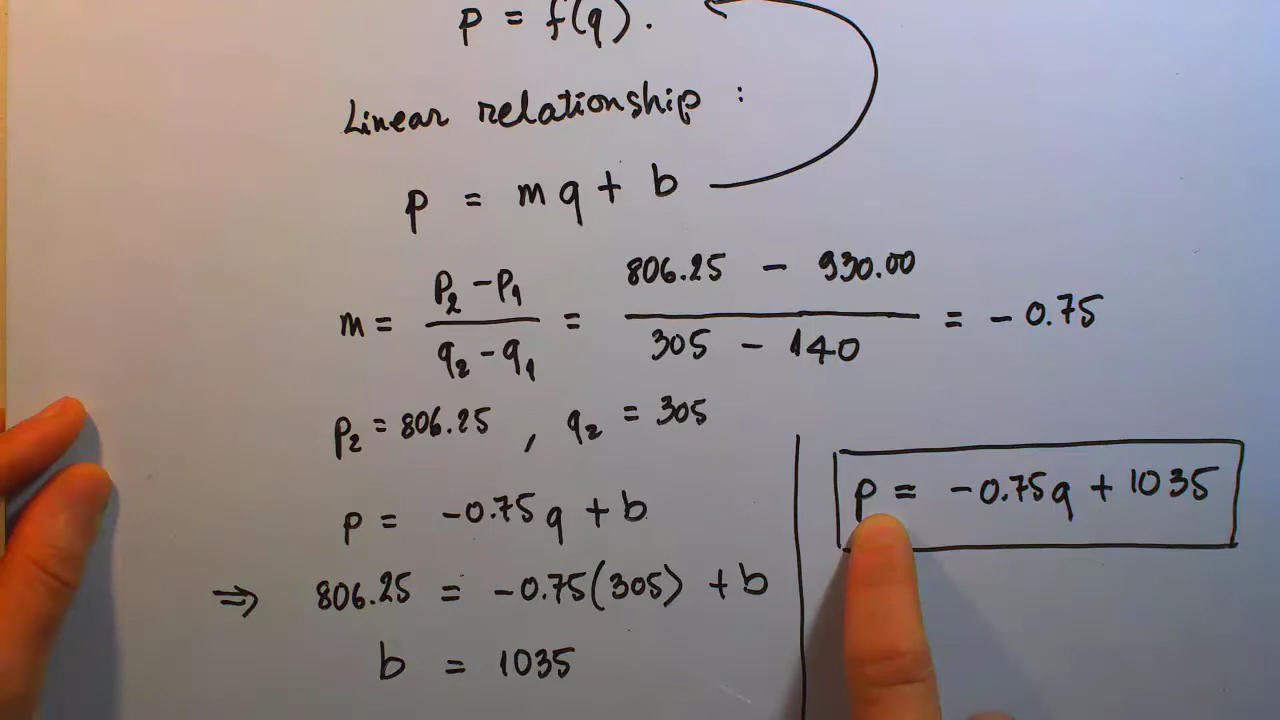 p = f(q).
Linear relationship :
p = mq + b
m = (p₂ - p₁) / (q₂ - q₁) = (806.25 - 930.00) / (305 - 140) = - 0.75
p₂ = 806.25 , q₂ = 305
p = -0.75q + b
⇒ 806.25 = -0.75(305) + b
b = 1035
p = -0.75q + 1035